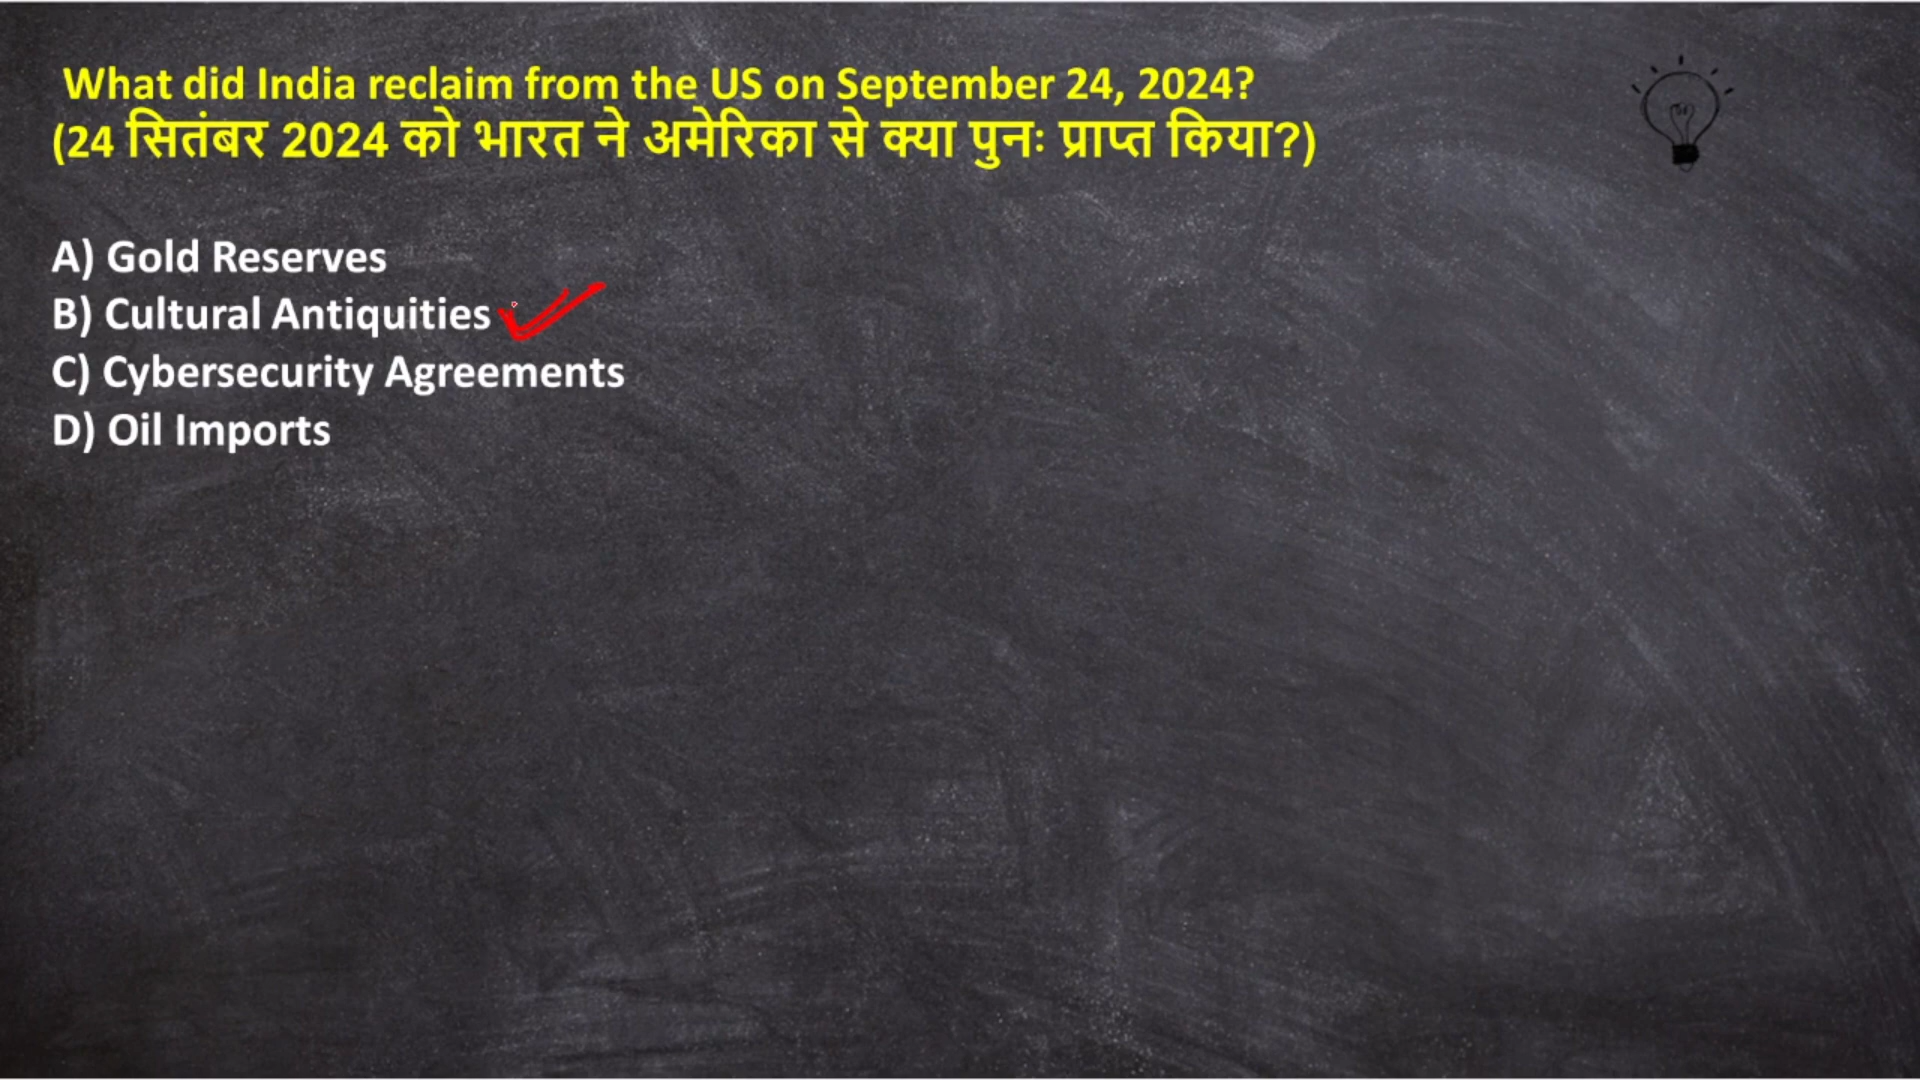 What did India reclaim from the US on September 24, 2024?
(24 सितंबर 2024 को भारत ने अमेरिका से क्या पुनः प्राप्त किया?)
A) Gold Reserves
B) Cultural Antiquities
C) Cybersecurity Agreements
D) Oil Imports